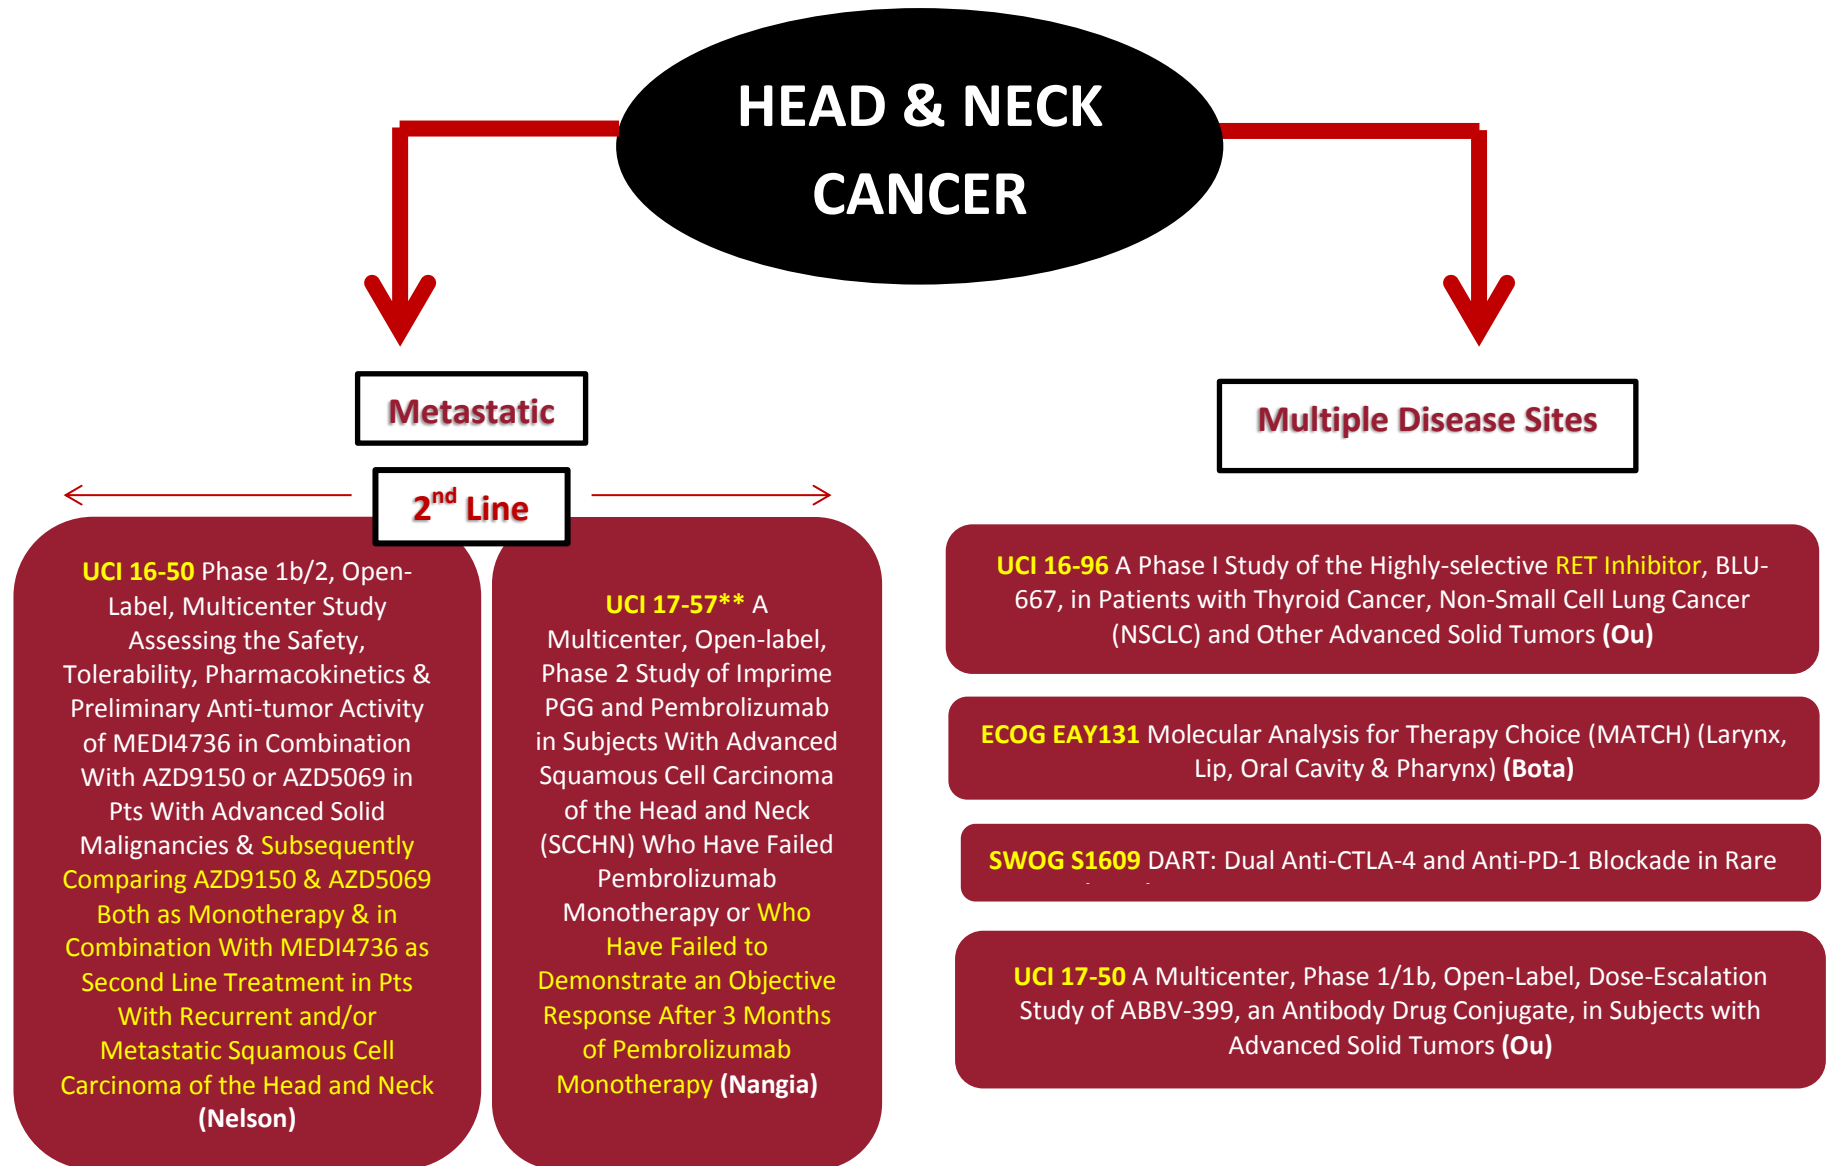 HEAD & NECK
CANCER
Metastatic
2nd Line
UCI 16-50 Phase 1b/2, Open-
Label, Multicenter Study
Assessing the Safety,
Tolerability, Pharmacokinetics &
Preliminary Anti-tumor Activity
of MEDI4736 in Combination
With AZD9150 or AZD5069 in
Pts With Advanced Solid
Malignancies & Subsequently
Comparing AZD9150 & AZD5069
Both as Monotherapy & in
Combination With MEDI4736 as
Second Line Treatment in Pts
With Recurrent and/or
Metastatic Squamous Cell
Carcinoma of the Head and Neck
(Nelson)
UCI 17-57** A
Multicenter, Open-label,
Phase 2 Study of Imprime
PGG and Pembrolizumab
in Subjects With Advanced
Squamous Cell Carcinoma
of the Head and Neck
(SCCHN) Who Have Failed
Pembrolizumab
Monotherapy or Who
Have Failed to
Demonstrate an Objective
Response After 3 Months
of Pembrolizumab
Monotherapy (Nangia)
Multiple Disease Sites
UCI 16-96 A Phase I Study of the Highly-selective RET Inhibitor, BLU-
667, in Patients with Thyroid Cancer, Non-Small Cell Lung Cancer
(NSCLC) and Other Advanced Solid Tumors (Ou)
ECOG EAY131 Molecular Analysis for Therapy Choice (MATCH) (Larynx,
Lip, Oral Cavity & Pharynx) (Bota)
SWOG S1609 DART: Dual Anti-CTLA-4 and Anti-PD-1 Blockade in Rare
UCI 17-50 A Multicenter, Phase 1/1b, Open-Label, Dose-Escalation
Study of ABBV-399, an Antibody Drug Conjugate, in Subjects with
Advanced Solid Tumors (Ou)